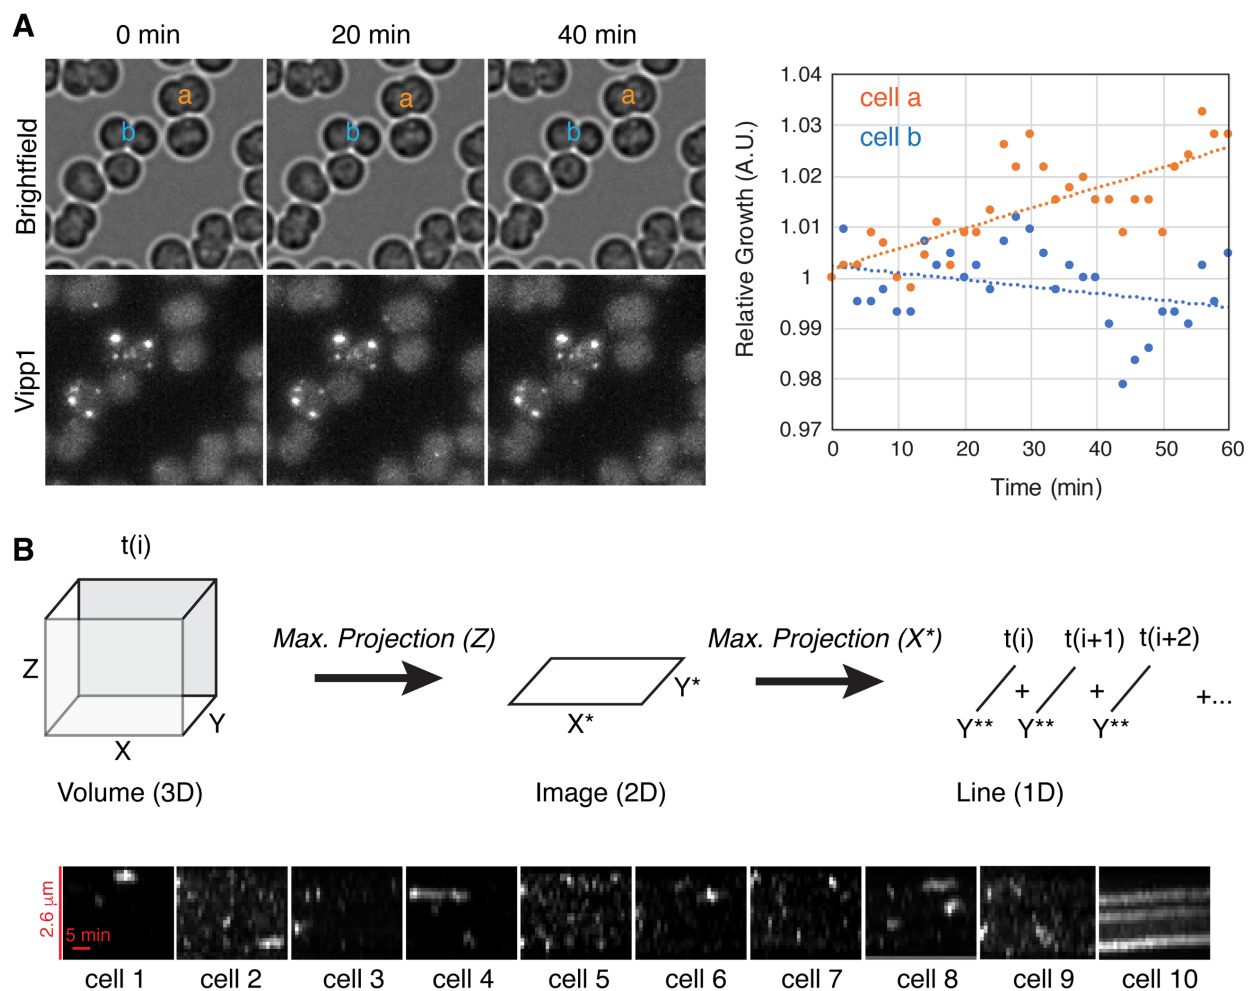 A
0 min
20 min
40 min
Brightfield
a
b
a
b
a
b
Vipp1
cell a
cell b
Relative Growth (A.U.)
1.04
1.03
1.02
1.01
1
0.99
0.98
0.97
0 10 20 30 40 50 60
Time (min)
B
t(i)
Z
X
Y
Volume (3D)
Max. Projection (Z)
X*
Y*
Image (2D)
Max. Projection (X*)
t(i) t(i+1) t(i+2)
+ + +...
Y** Y** Y**
Line (1D)
2.6 μm
5 min
cell 1 cell 2 cell 3 cell 4 cell 5 cell 6 cell 7 cell 8 cell 9 cell 10